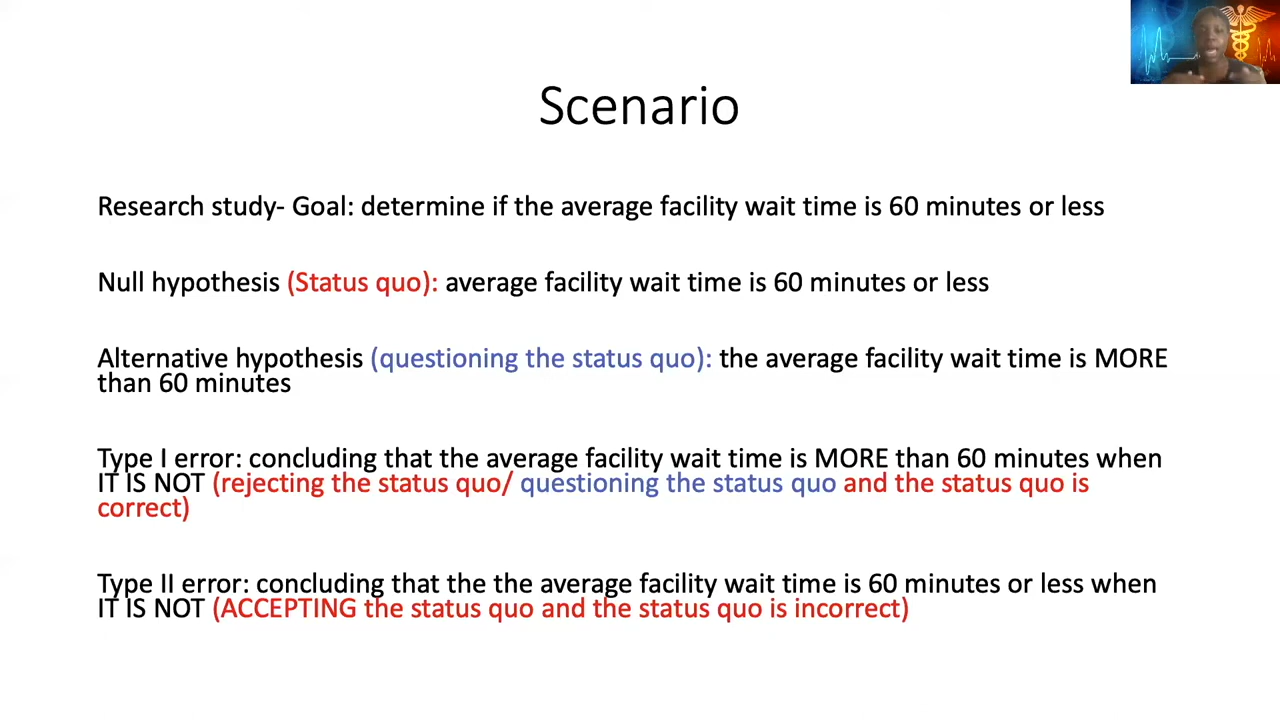 Scenario
Research study- Goal: determine if the average facility wait time is 60 minutes or less
Null hypothesis (Status quo): average facility wait time is 60 minutes or less
Alternative hypothesis (questioning the status quo): the average facility wait time is MORE
than 60 minutes
Type I error: concluding that the average facility wait time is MORE than 60 minutes when
IT IS NOT (rejecting the status quo/ questioning the status quo and the status quo is
correct)
Type II error: concluding that the the average facility wait time is 60 minutes or less when
IT IS NOT (ACCEPTING the status quo and the status quo is incorrect)